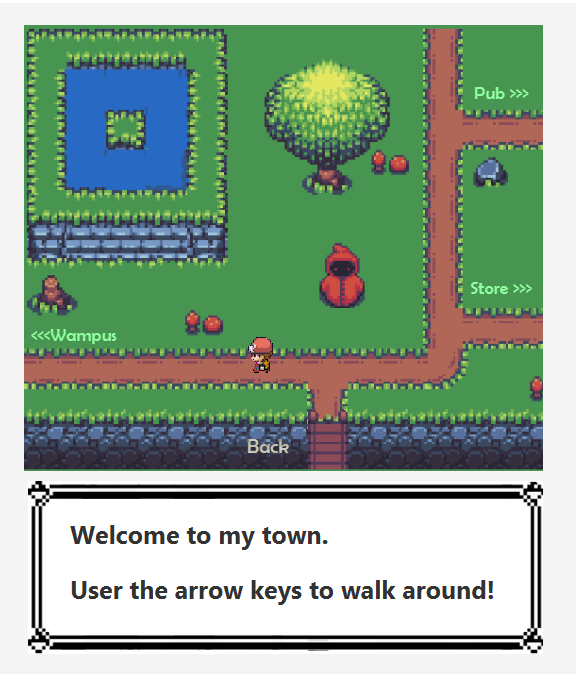 Pub >>>
Store >>>
<<<Wampus
Back
Welcome to my town.
User the arrow keys to walk around!